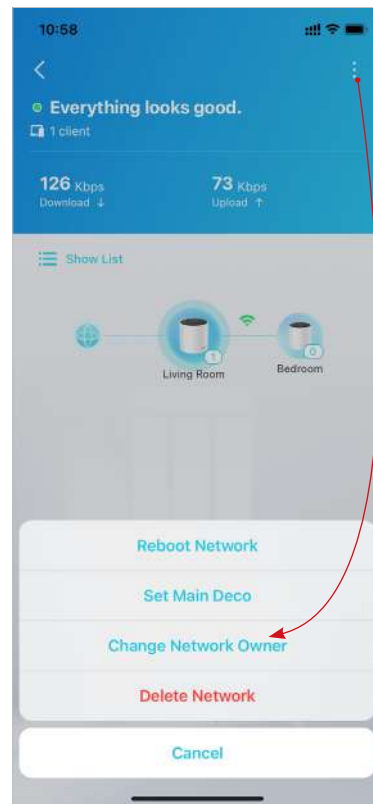 10:58
Everything looks good.
1 client
126 Kbps
73 Kbps
Download ↓
Upload ↑
Show List
1
0
Living Room
Bedroom
Reboot Network
Set Main Deco
Change Network Owner
Delete Network
Cancel